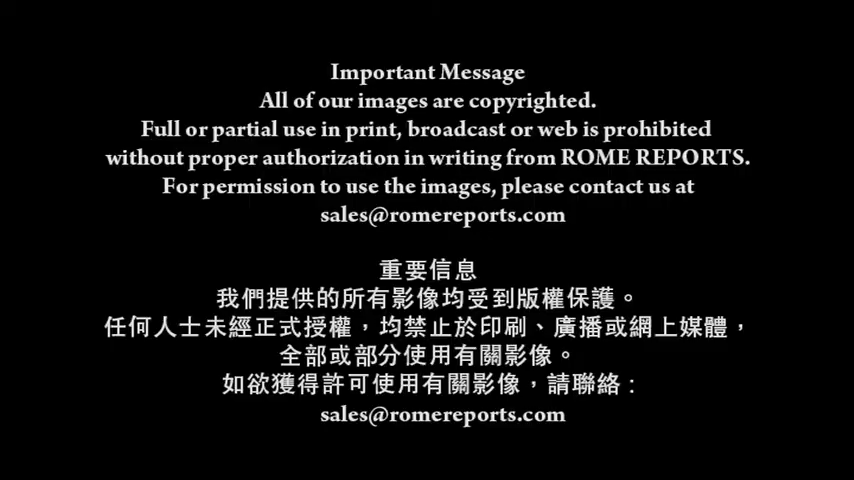 Important Message
All of our images are copyrighted.
Full or partial use in print, broadcast or web is prohibited
without proper authorization in writing from ROME REPORTS.
For permission to use the images, please contact us at
sales@romereports.com
重要信息
我們提供的所有影像均受到版權保護。
任何人士未經正式授權，均禁止於印刷、廣播或網上媒體，
全部或部分使用有關影像。
如欲獲得許可使用有關影像，請聯絡：
sales@romereports.com